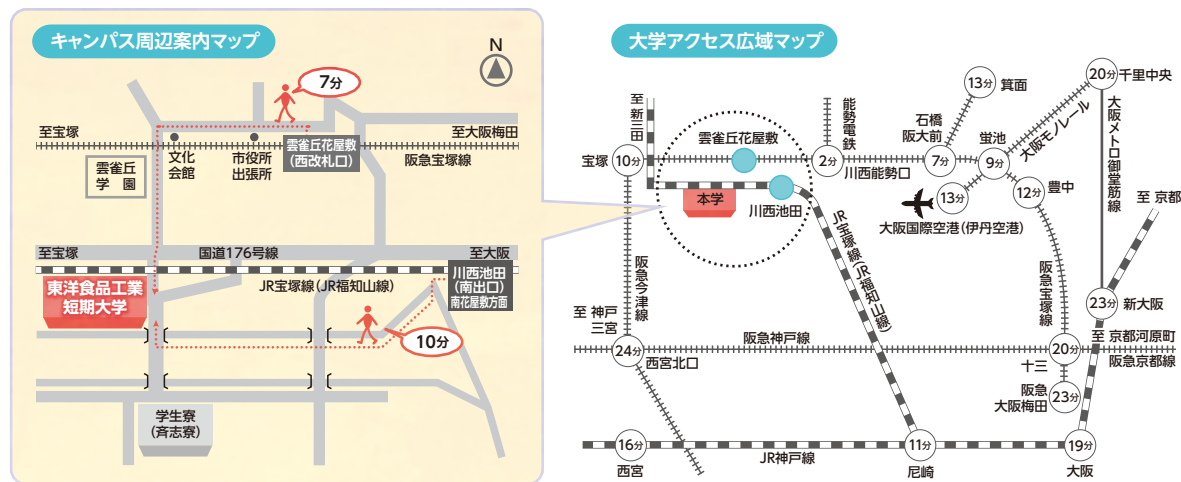 キャンパス周辺案内マップ
N
7分
至宝塚
至大阪梅田
雲雀丘花屋敷
(西改札口)
阪急宝塚線
文化
会館
市役所
出張所
雲雀丘
学園
至宝塚
国道176号線
至大阪
東洋食品工業
短期大学
JR宝塚線(JR福知山線)
川西池田
(南出口)
南花屋敷方面
10分
学生寮
(斉志寮)
大学アクセス広域マップ
至新三田
能勢電鉄
雲雀丘花屋敷
宝塚
10分
2分
川西能勢口
石橋
阪大前
7分
13分
箕面
蛍池
9分
大阪モノレール
20分
千里中央
大阪メトロ御堂筋線
12分
豊中
13分
大阪国際空港(伊丹空港)
至 京都
本学
川西池田
JR宝塚線(JR福知山線)
阪急今津線
阪急宝塚線
23分
新大阪
至 神戸
三宮
24分
西宮北口
阪急神戸線
20分
十三
至 京都河原町
阪急京都線
阪急
大阪梅田
23分
16分
西宮
JR神戸線
11分
尼崎
19分
大阪